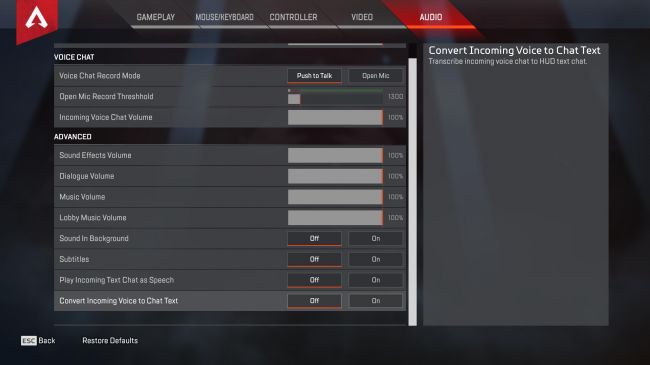 GAMEPLAY MOUSE/KEYBOARD CONTROLLER VIDEO AUDIO
VOICE CHAT
Voice Chat Record Mode Push to Talk Open Mic
Open Mic Record Threshhold 1300
Incoming Voice Chat Volume 100%
ADVANCED
Sound Effects Volume 100%
Dialogue Volume 100%
Music Volume 100%
Lobby Music Volume 100%
Sound In Background Off On
Subtitles Off On
Play Incoming Text Chat as Speech Off On
Convert Incoming Voice to Chat Text Off On
Convert Incoming Voice to Chat Text
Transcribe incoming voice chat to HUD text chat.
ESC Back Restore Defaults